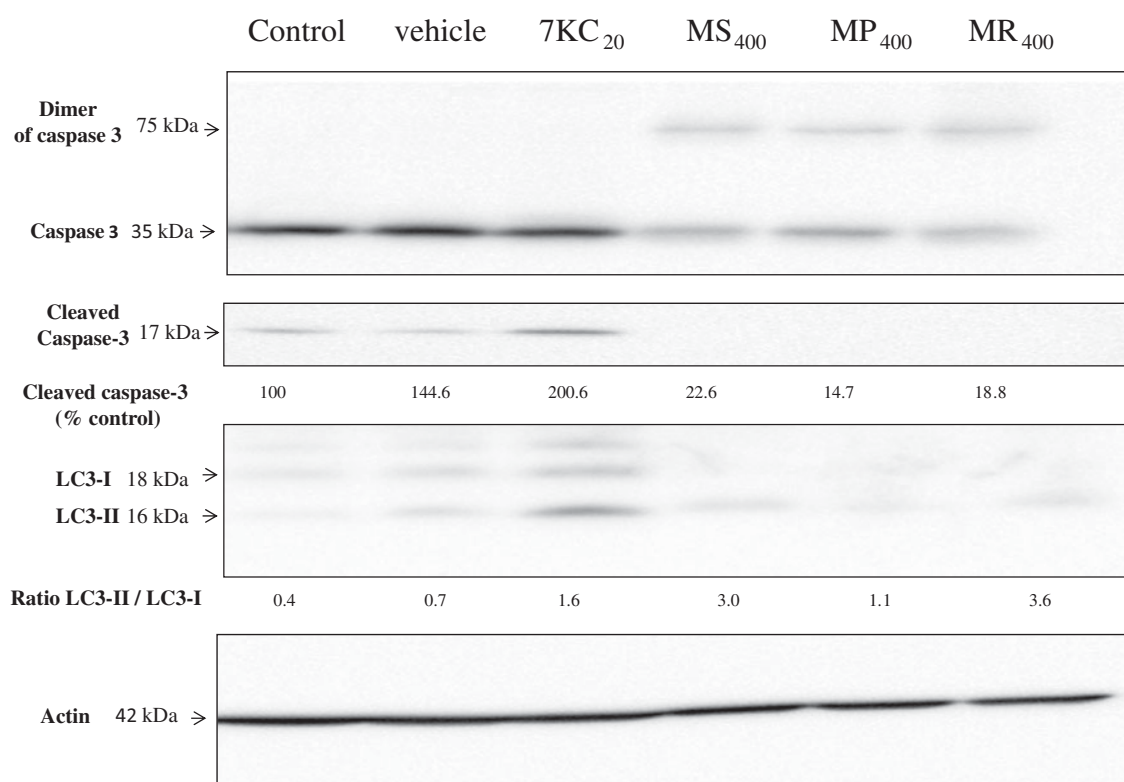 Control vehicle 7KC20 MS400 MP400 MR400
Dimer
of caspase 3 75 kDa
Caspase 3 35 kDa
Cleaved
Caspase-3 17 kDa
Cleaved caspase-3 100 144.6 200.6 22.6 14.7 18.8
(% control)
LC3-I 18 kDa
LC3-II 16 kDa
Ratio LC3-II / LC3-I 0.4 0.7 1.6 3.0 1.1 3.6
Actin 42 kDa